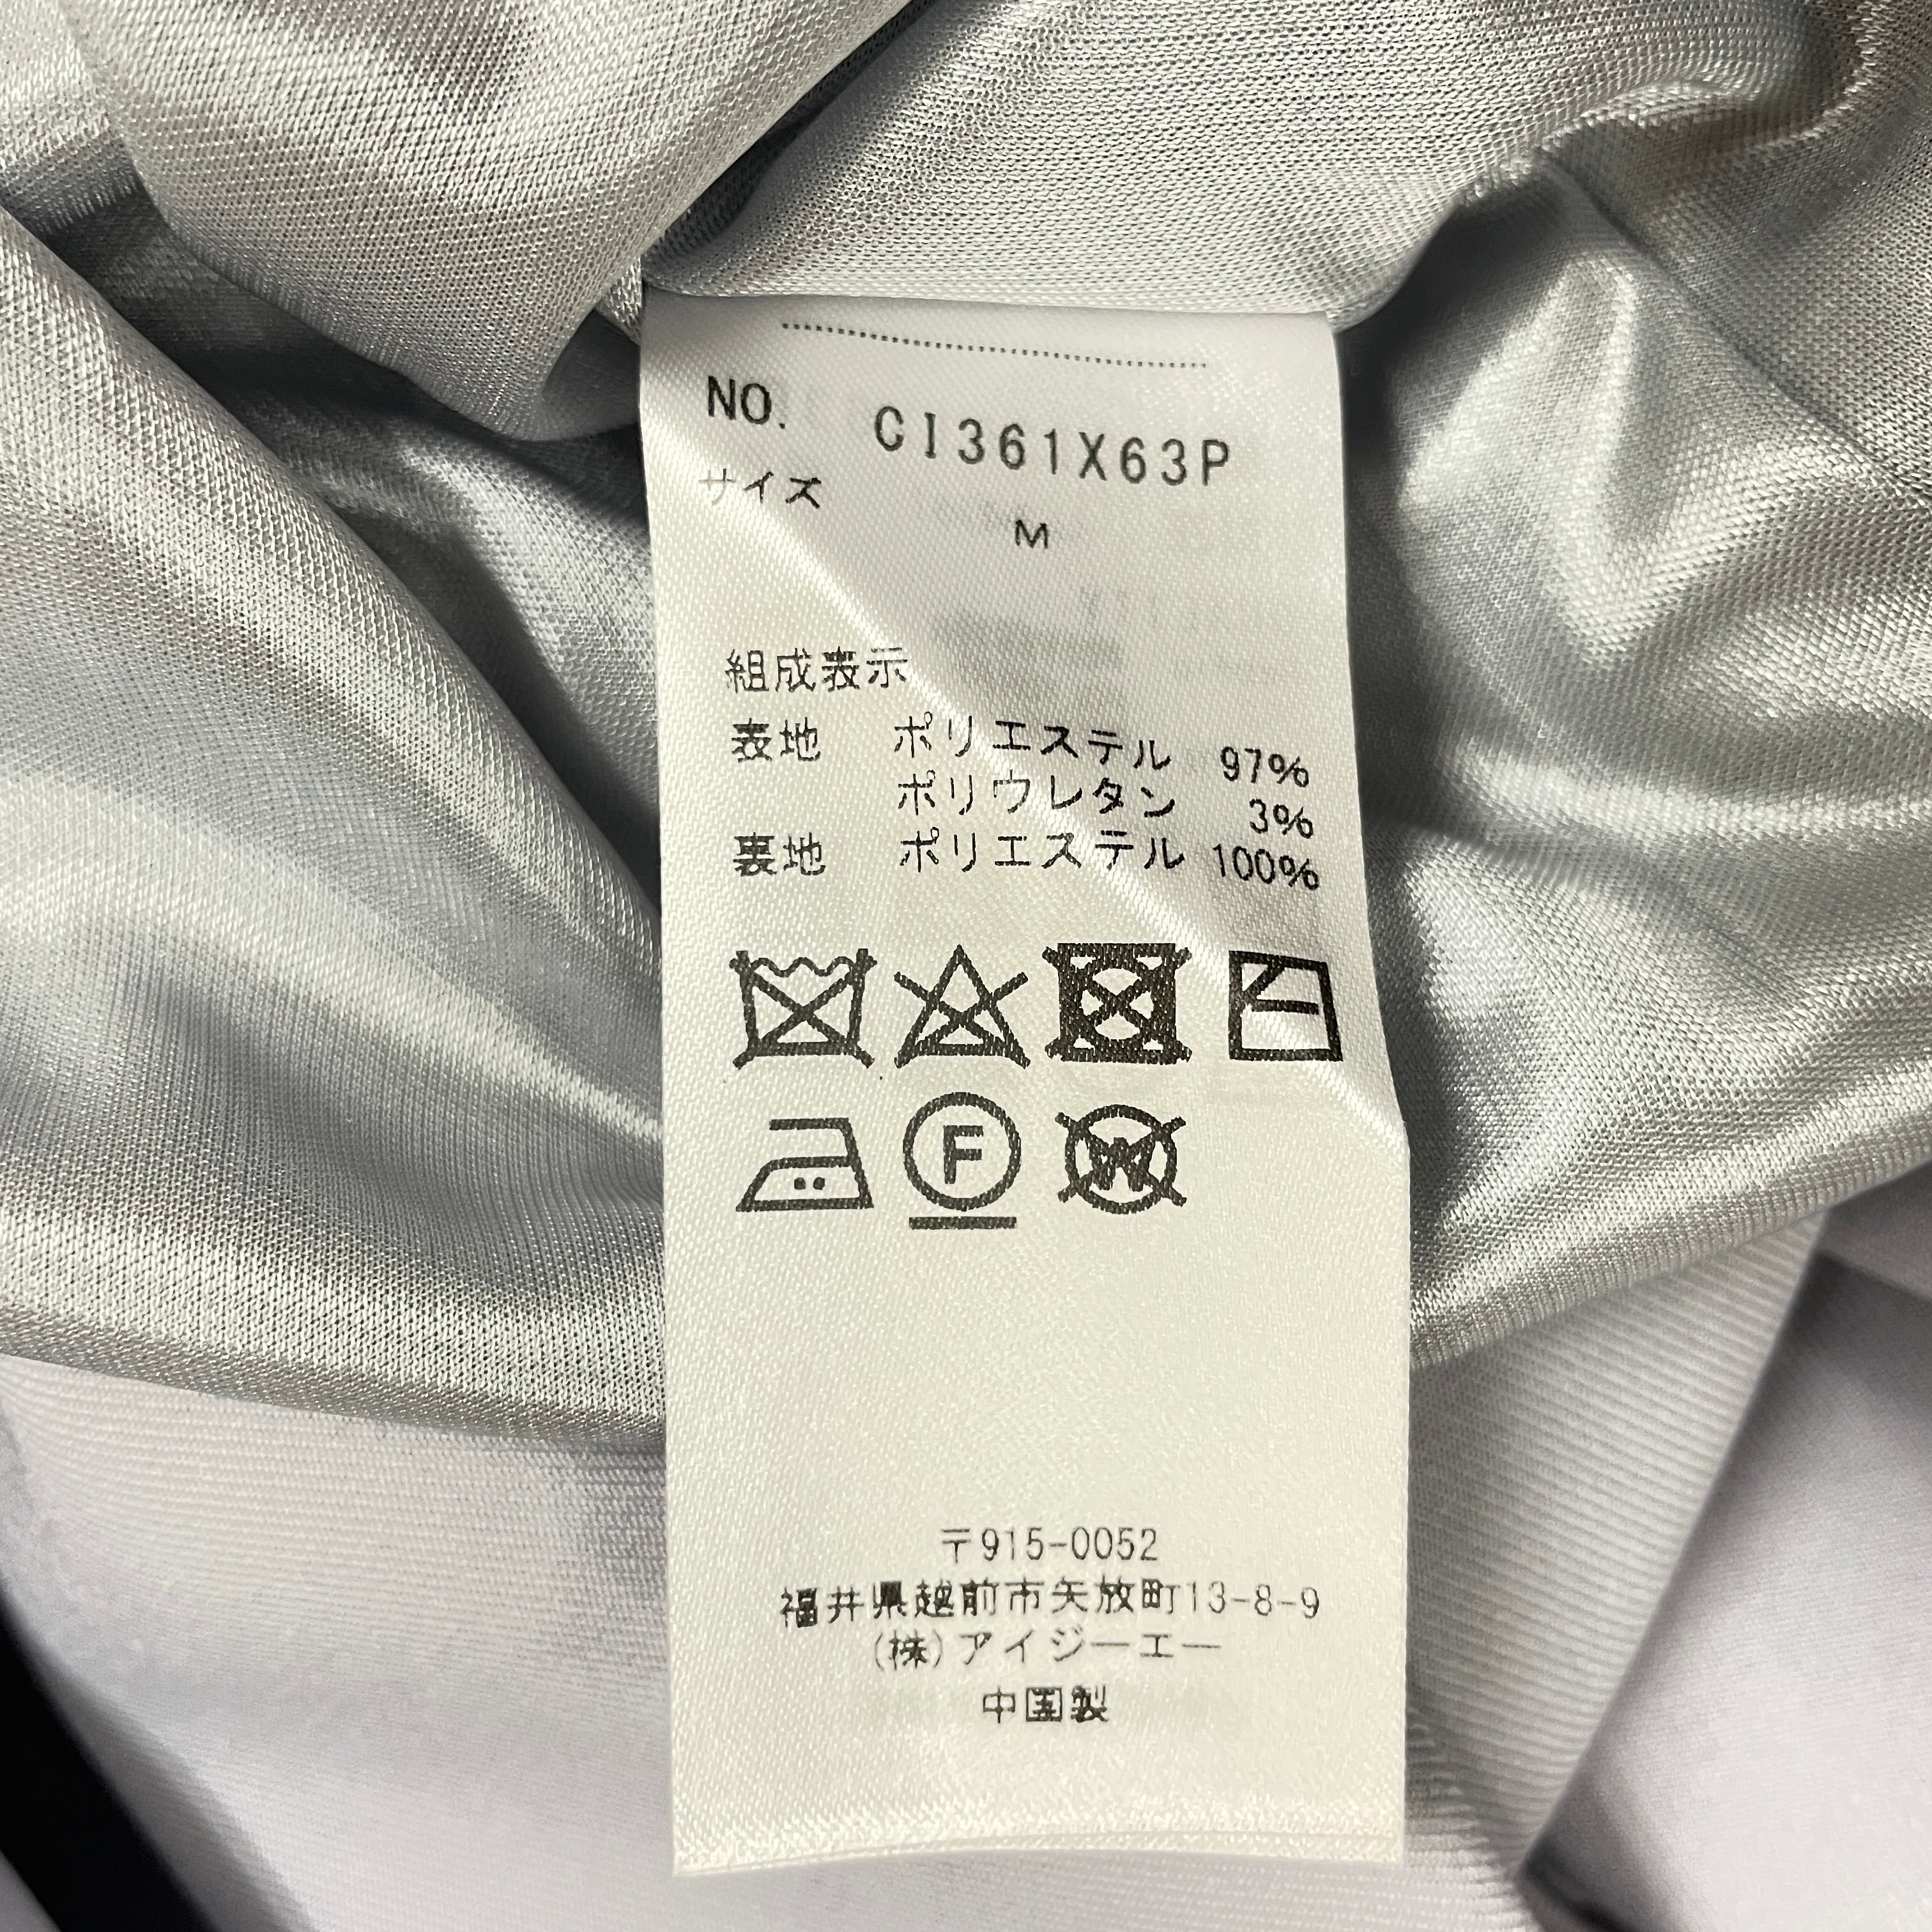 NO. CI361X63P
サイズ
M
組成表示
表地 ポリエステル 97%
ポリウレタン 3%
裏地 ポリエステル 100%
F
W
〒915-0052
福井県越前市矢放町13-8-9
(株)アイジーエー
中国製